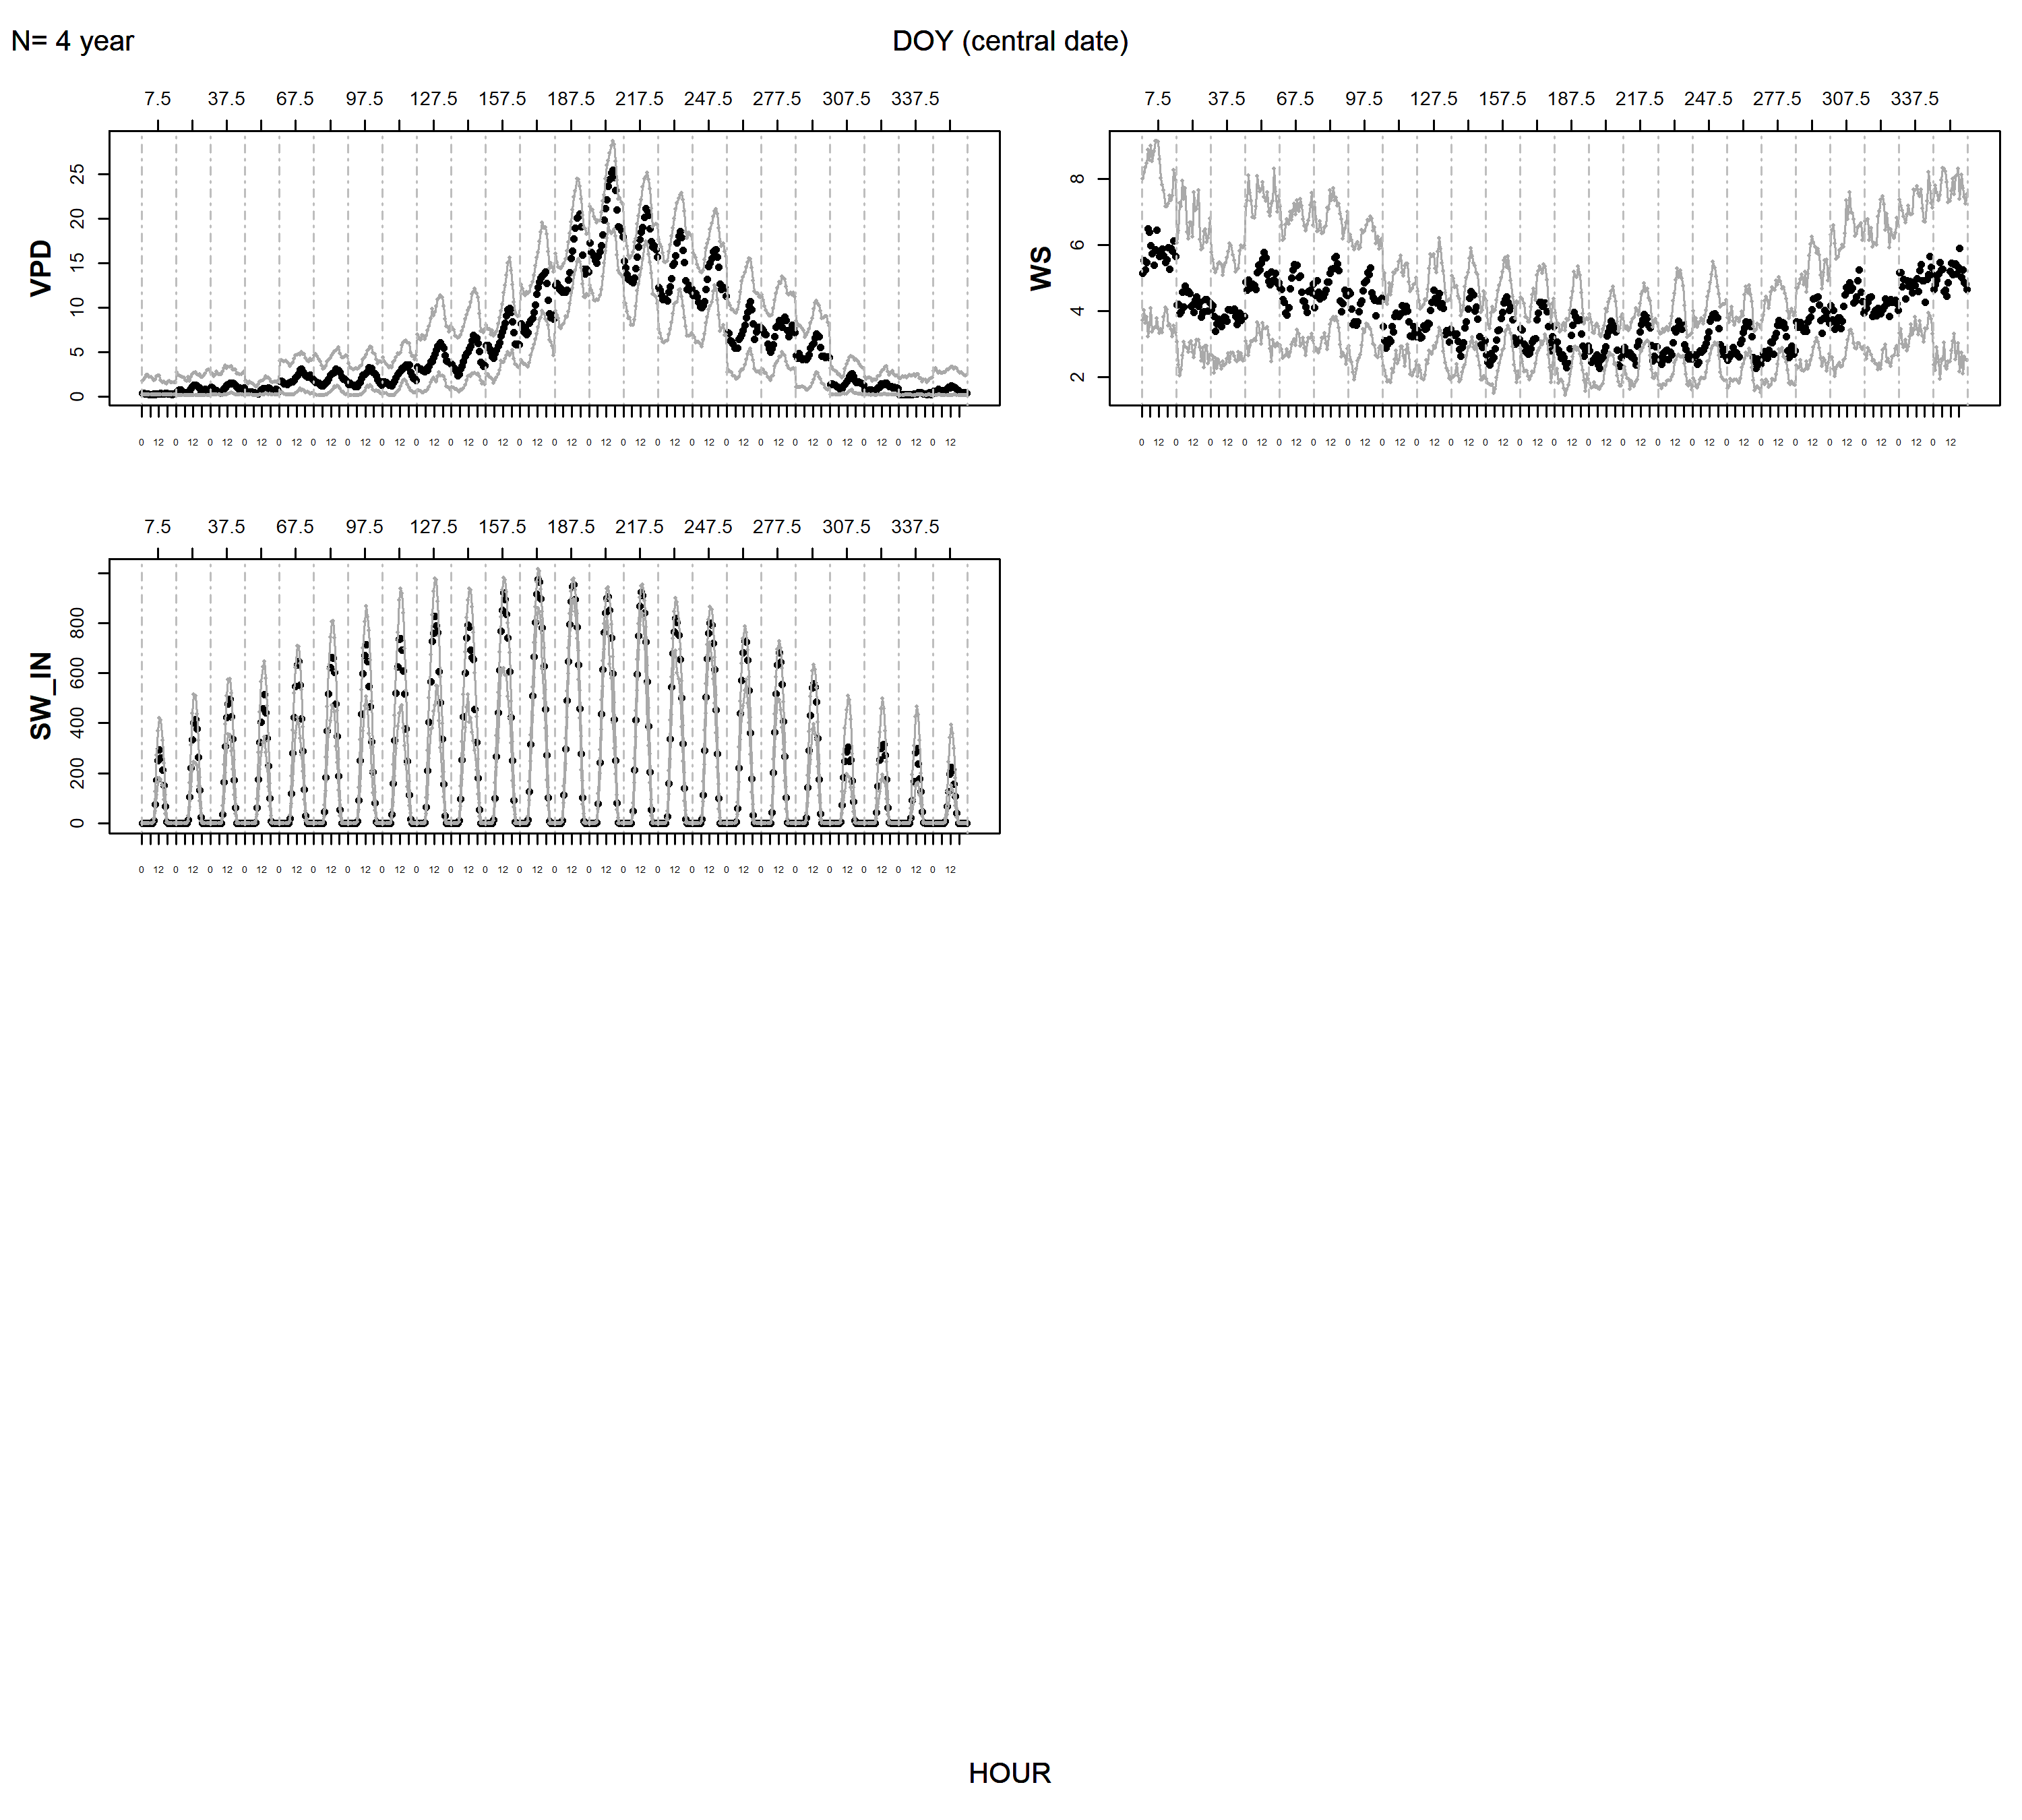 N= 4 year
DOY (central date)
7.5 37.5 67.5 97.5 127.5 157.5 187.5 217.5 247.5 277.5 307.5 337.5
VPD
25
20
15
10
5
0
0 12 0 12 0 12 0 12 0 12 0 12 0 12 0 12 0 12 0 12 0 12 0 12 0 12 0 12 0 12 0 12 0 12 0 12 0 12 0 12 0 12 0 12 0 12 0 12
7.5 37.5 67.5 97.5 127.5 157.5 187.5 217.5 247.5 277.5 307.5 337.5
WS
8
6
4
2
0 12 0 12 0 12 0 12 0 12 0 12 0 12 0 12 0 12 0 12 0 12 0 12 0 12 0 12 0 12 0 12 0 12 0 12 0 12 0 12 0 12 0 12 0 12 0 12
7.5 37.5 67.5 97.5 127.5 157.5 187.5 217.5 247.5 277.5 307.5 337.5
SW_IN
800
600
400
200
0
0 12 0 12 0 12 0 12 0 12 0 12 0 12 0 12 0 12 0 12 0 12 0 12 0 12 0 12 0 12 0 12 0 12 0 12 0 12 0 12 0 12 0 12 0 12 0 12
HOUR